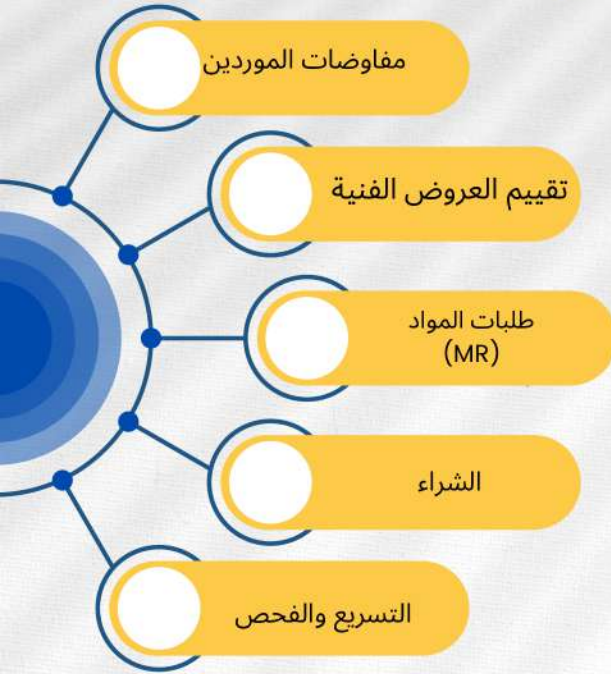 مفاوضات الموردين
تقييم العروض الفنية
طلبات المواد
(MR)
الشراء
التسريع والفحص